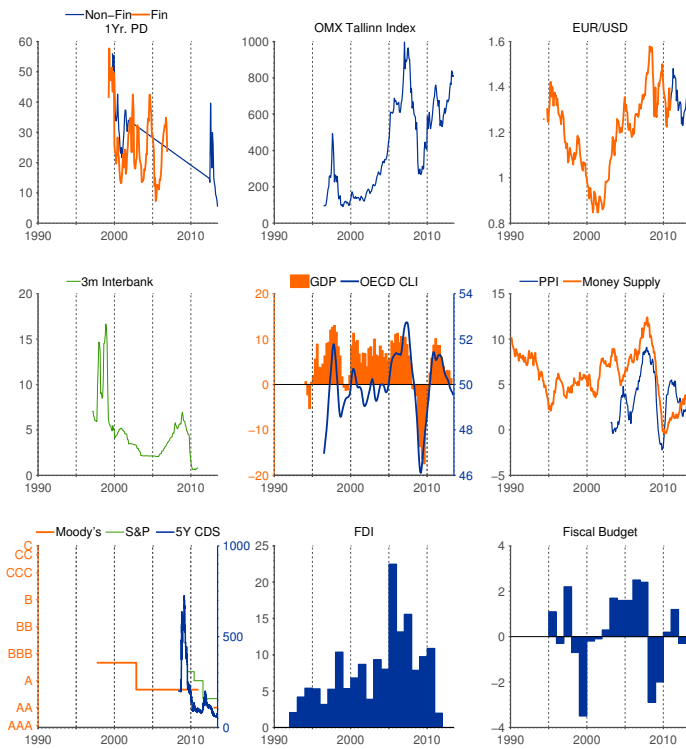 Non−Fin Fin
1Yr. PD
60
50
40
30
20
10
0
1990 2000 2010
OMX Tallinn Index
1000
800
600
400
200
0
1990 2000 2010
EUR/USD
1.6
1.4
1.2
1
0.8
1990 2000 2010
3m Interbank
20
15
10
5
0
1990 2000 2010
GDP OECD CLI
20 54
10 52
0 50
−10 48
−20 46
1990 2000 2010
PPI Money Supply
15
10
5
0
−5
1990 2000 2010
Moody's S&P 5Y CDS
C 1000
CC
CCC
B
BB 500
BBB
A
AA
AAA 0
1990 2000 2010
FDI
25
20
15
10
5
0
1990 2000 2010
Fiscal Budget
4
2
0
−2
−4
1990 2000 2010